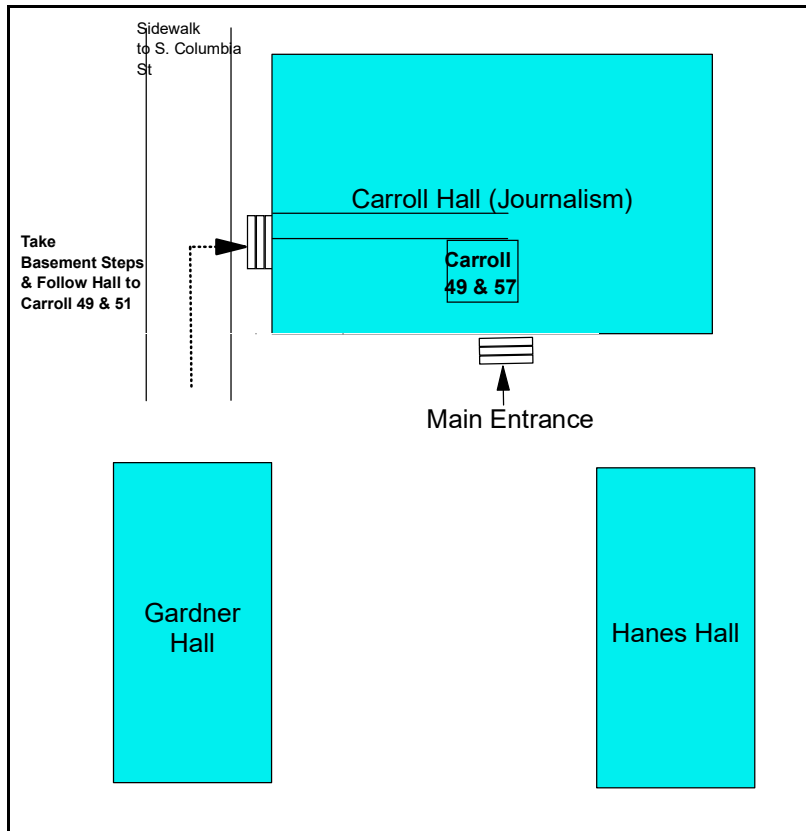 Sidewalk
to S. Columbia
St
Carroll Hall (Journalism)
Take
Basement Steps
& Follow Hall to
Carroll 49 & 51
Carroll
49 & 57
Main Entrance
Gardner
Hall
Hanes Hall